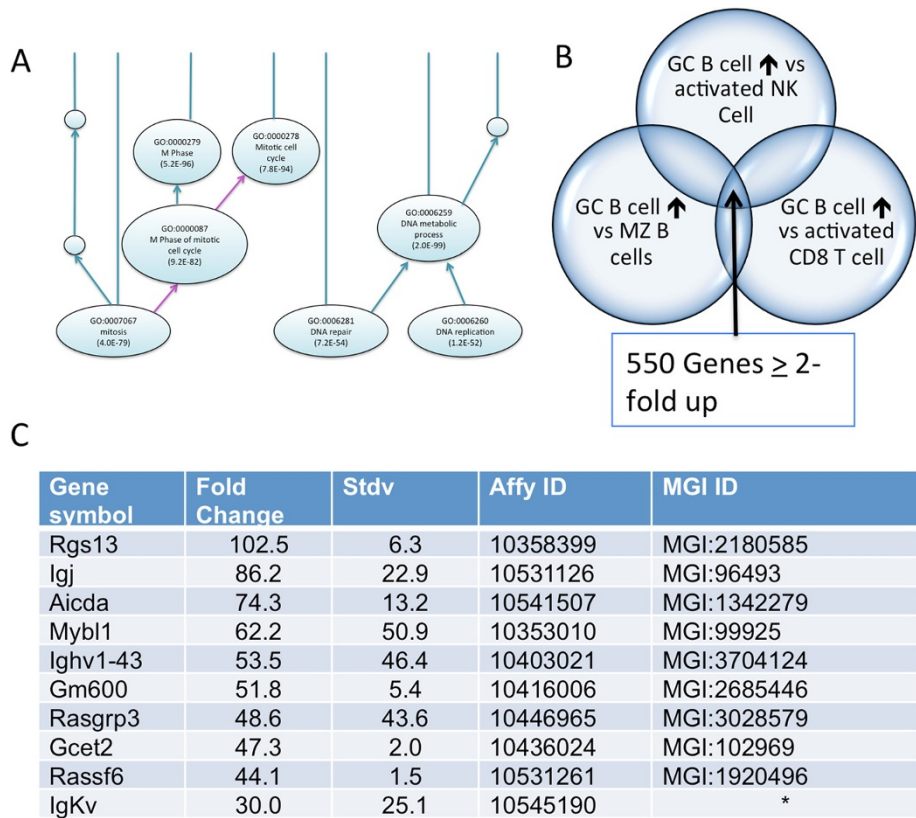 A
GO:0000279
M Phase
(5.2E-96)
GO:0000278
Mitotic cell
cycle
(7.8E-94)
GO:0000087
M Phase of mitotic
cell cycle
(9.2E-82)
GO:0006259
DNA metabolic
process
(2.0E-99)
GO:0007067
mitosis
(4.0E-79)
GO:0006281
DNA repair
(7.2E-54)
GO:0006260
DNA replication
(1.2E-52)
B
GC B cell ↑ vs
activated NK
Cell
GC B cell ↑
vs MZ B
cells
GC B cell ↑
vs activated
CD8 T cell
550 Genes ≥ 2-
fold up
C
Gene symbol Fold Change Stdv Affy ID MGI ID
Rgs13 102.5 6.3 10358399 MGI:2180585
Igj 86.2 22.9 10531126 MGI:96493
Aicda 74.3 13.2 10541507 MGI:1342279
Mybl1 62.2 50.9 10353010 MGI:99925
Ighv1-43 53.5 46.4 10403021 MGI:3704124
Gm600 51.8 5.4 10416006 MGI:2685446
Rasgrp3 48.6 43.6 10446965 MGI:3028579
Gcet2 47.3 2.0 10436024 MGI:102969
Rassf6 44.1 1.5 10531261 MGI:1920496
IgKv 30.0 25.1 10545190 *